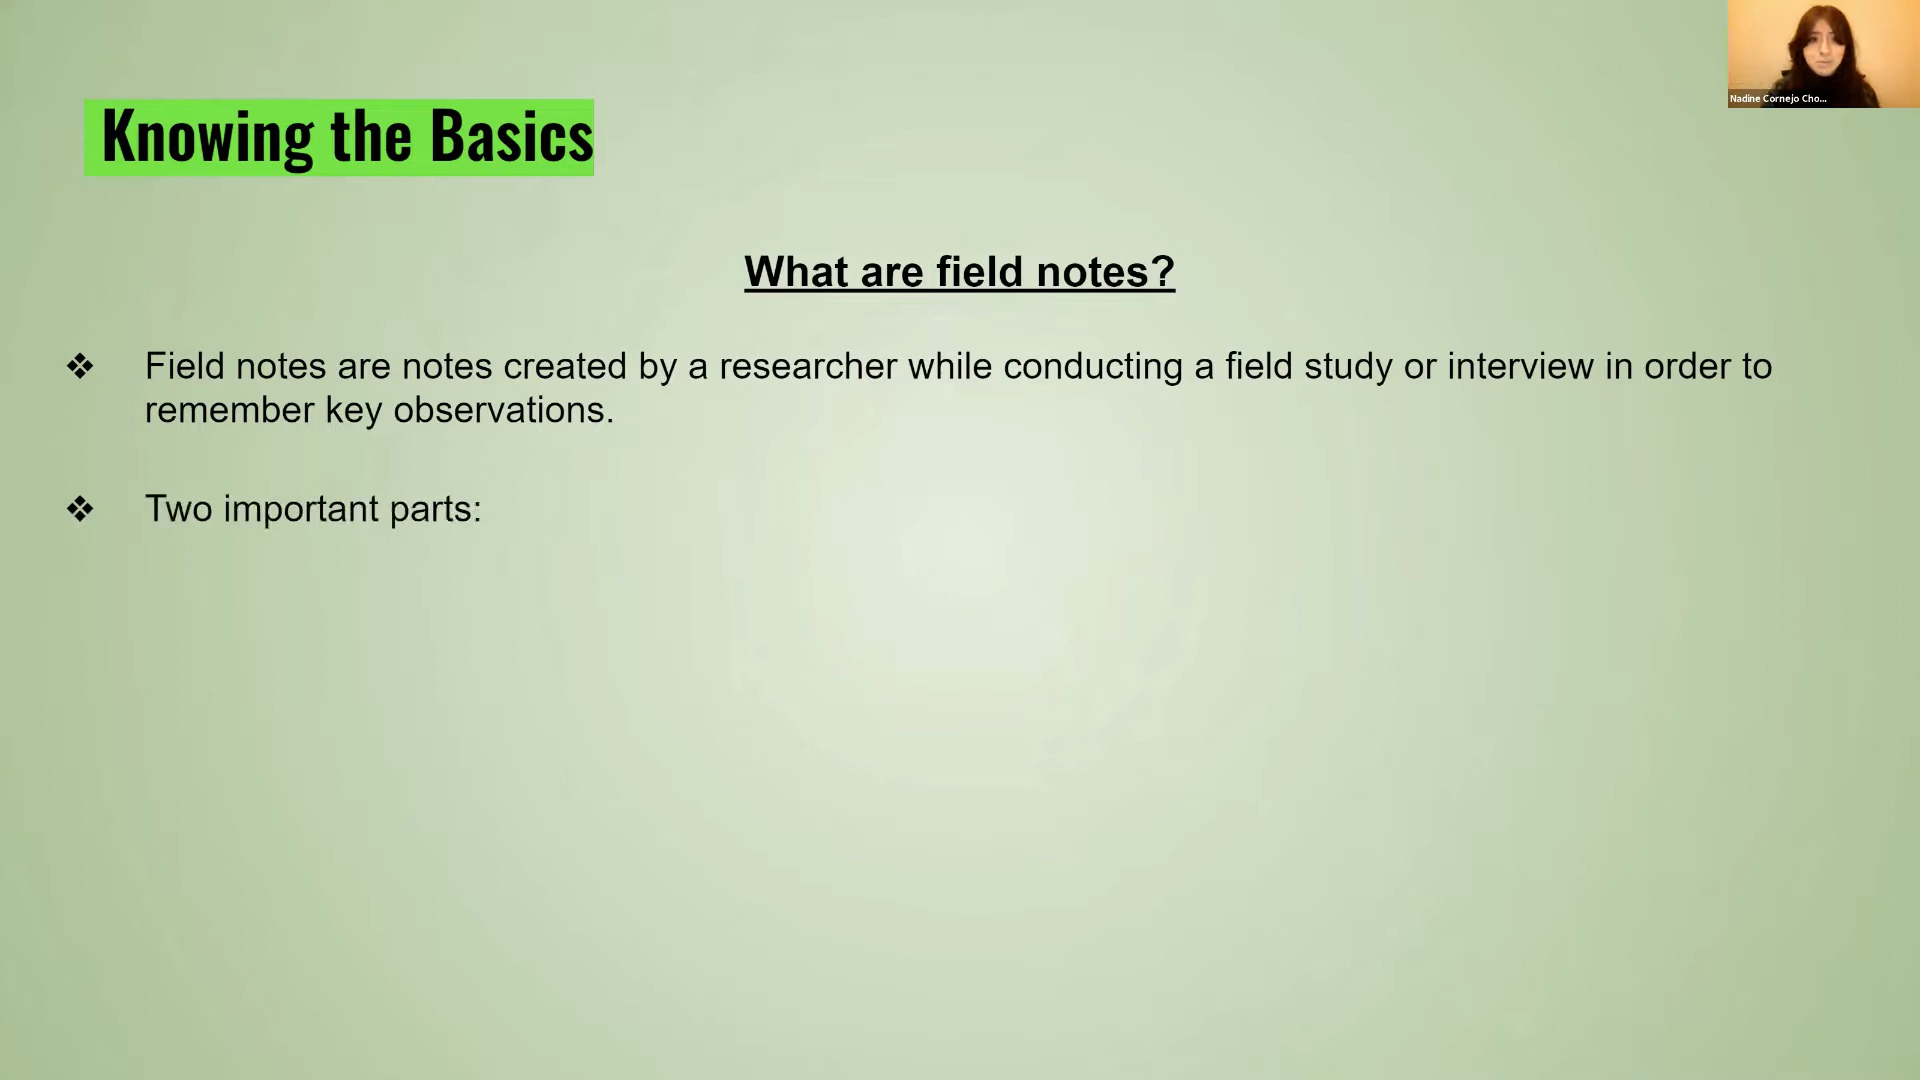 Nadine Cornejo Cho...
Knowing the Basics
What are field notes?
❖ Field notes are notes created by a researcher while conducting a field study or interview in order to
remember key observations.
❖ Two important parts: